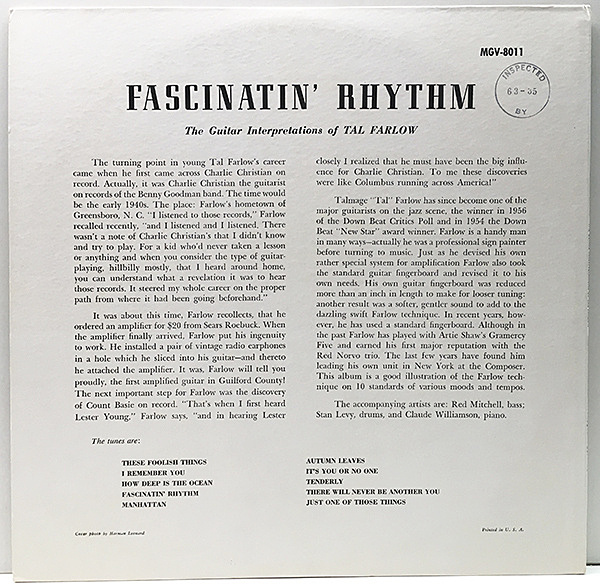 MGV-8011
INSPECTED
63-35
BY
FASCINATIN' RHYTHM
The Guitar Interpretations of TAL FARLOW
The turning point in young Tal Farlow's career
came when he first came across Charlie Christian on
record. Actually, it was Charlie Christian the guitarist
on records of the Benny Goodman band. The time would
be the early 1940s. The place: Farlow's hometown of
Greensboro, N. C. "I listened to those records," Farlow
recalled recently, "and I listened and I listened. There
wasn't a note of Charlie Christian's that I didn't know
and try to play. For a kid who'd never taken a lesson
or anything and when you consider the type of guitar-
playing, hillbilly mostly, that I heard around home,
you can understand what a revelation it was to hear
those records. It steered my whole career on the proper
path from where it had been going beforehand."
It was about this time, Farlow recollects, that he
ordered an amplifier for $20 from Sears Roebuck. When
the amplifier finally arrived, Farlow put his ingenuity
to work. He installed a pair of vintage radio earphones
in a hole which he sliced into his guitar—and thereto
he attached the amplifier. It was, Farlow will tell you
proudly, the first amplified guitar in Guilford County!
The next important step for Farlow was the discovery
of Count Basie on record. "That's when I first heard
Lester Young," Farlow says, "and in hearing Lester
closely I realized that he must have been the big influ-
ence for Charlie Christian. To me these discoveries
were like Columbus running across America!"
Talmage "Tal" Farlow has since become one of the
major guitarists on the jazz scene, the winner in 1956
of the Down Beat Critics Poll and in 1954 the Down
Beat "New Star" award winner. Farlow is a handy man
in many ways—actually he was a professional sign painter
before turning to music. Just as he devised his own
rather special system for amplification Farlow also took
the standard guitar fingerboard and revised it to his
own needs. His own guitar fingerboard was reduced
more than an inch in length to make for looser tuning:
another result was a softer, gentler sound to add to the
dazzling swift Farlow technique. In recent years, how-
ever, he has used a standard fingerboard. Although in
the past Farlow has played with Artie Shaw's Gramercy
Five and earned his first major reputation with the
Red Norvo trio. The last few years have found him
leading his own unit in New York at the Composer.
This album is a good illustration of the Farlow tech-
nique on 10 standards of various moods and tempos.
The accompanying artists are: Red Mitchell, bass;
Stan Levy, drums, and Claude Williamson, piano.
The tunes are:
THESE FOOLISH THINGS
I REMEMBER YOU
HOW DEEP IS THE OCEAN
FASCINATIN' RHYTHM
MANHATTAN
AUTUMN LEAVES
IT'S YOU OR NO ONE
TENDERLY
THERE WILL NEVER BE ANOTHER YOU
JUST ONE OF THOSE THINGS
Cover photo by Herman Leonard
Printed in U. S. A.